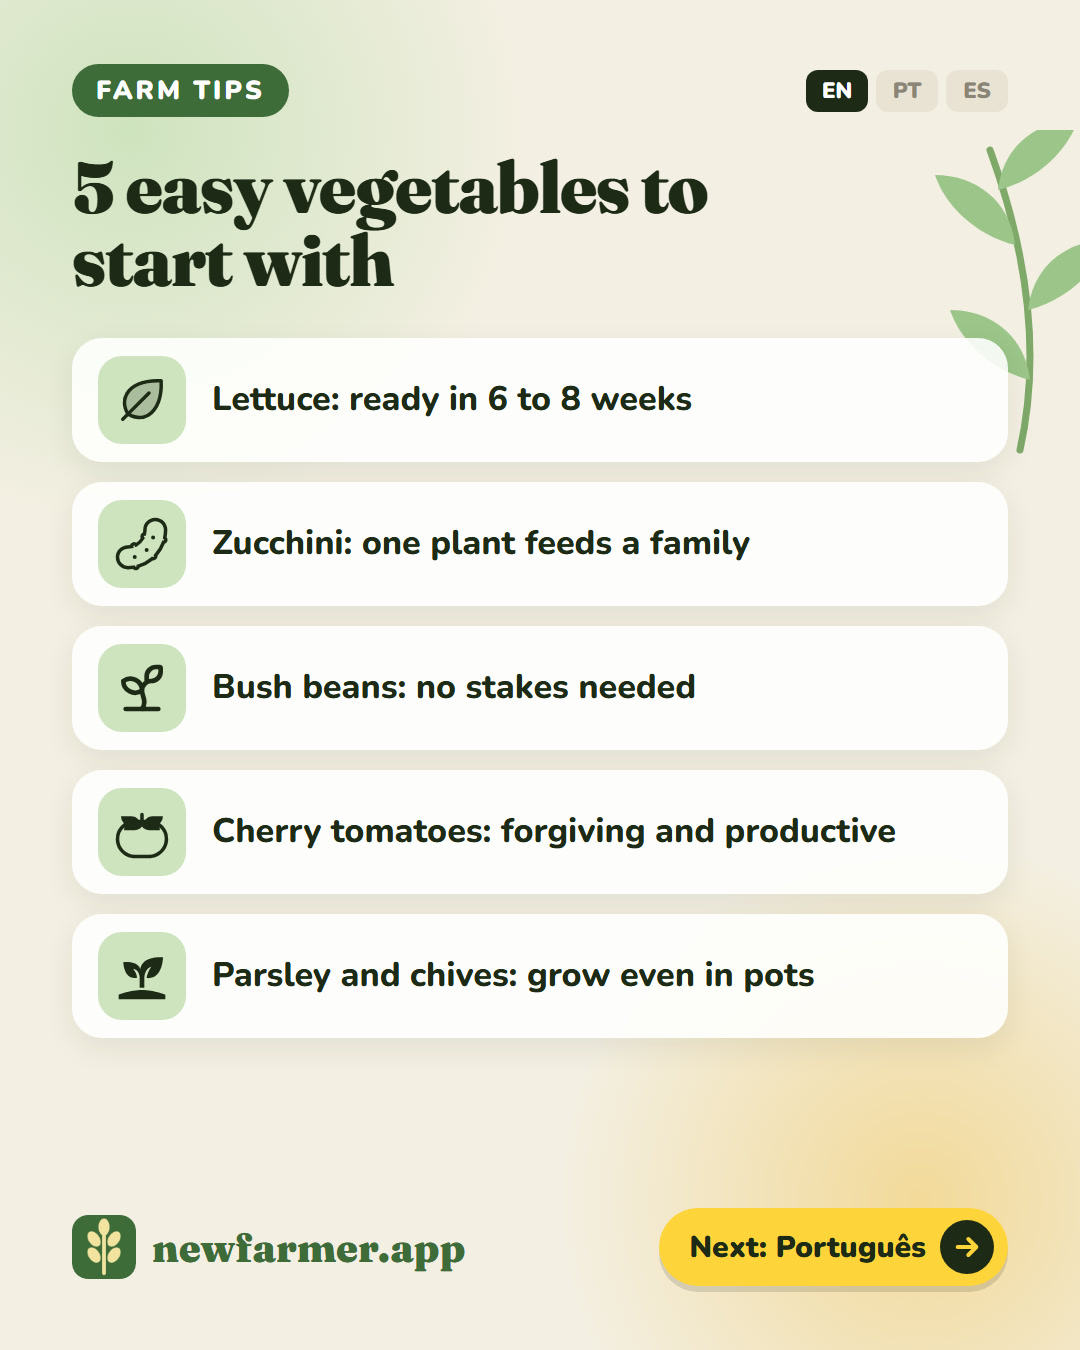 FARM TIPS
EN PT ES
5 easy vegetables to
start with
Lettuce: ready in 6 to 8 weeks
Zucchini: one plant feeds a family
Bush beans: no stakes needed
Cherry tomatoes: forgiving and productive
Parsley and chives: grow even in pots
newfarmer.app
Next: Português